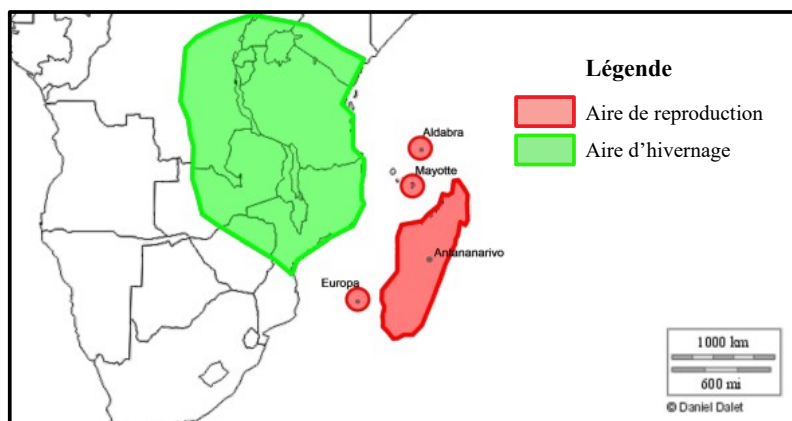 Légende
Aire de reproduction
Aire d’hivernage
Aldabra
Mayotte
Antananarivo
Europa
1000 km
600 mi
© Daniel Dalet